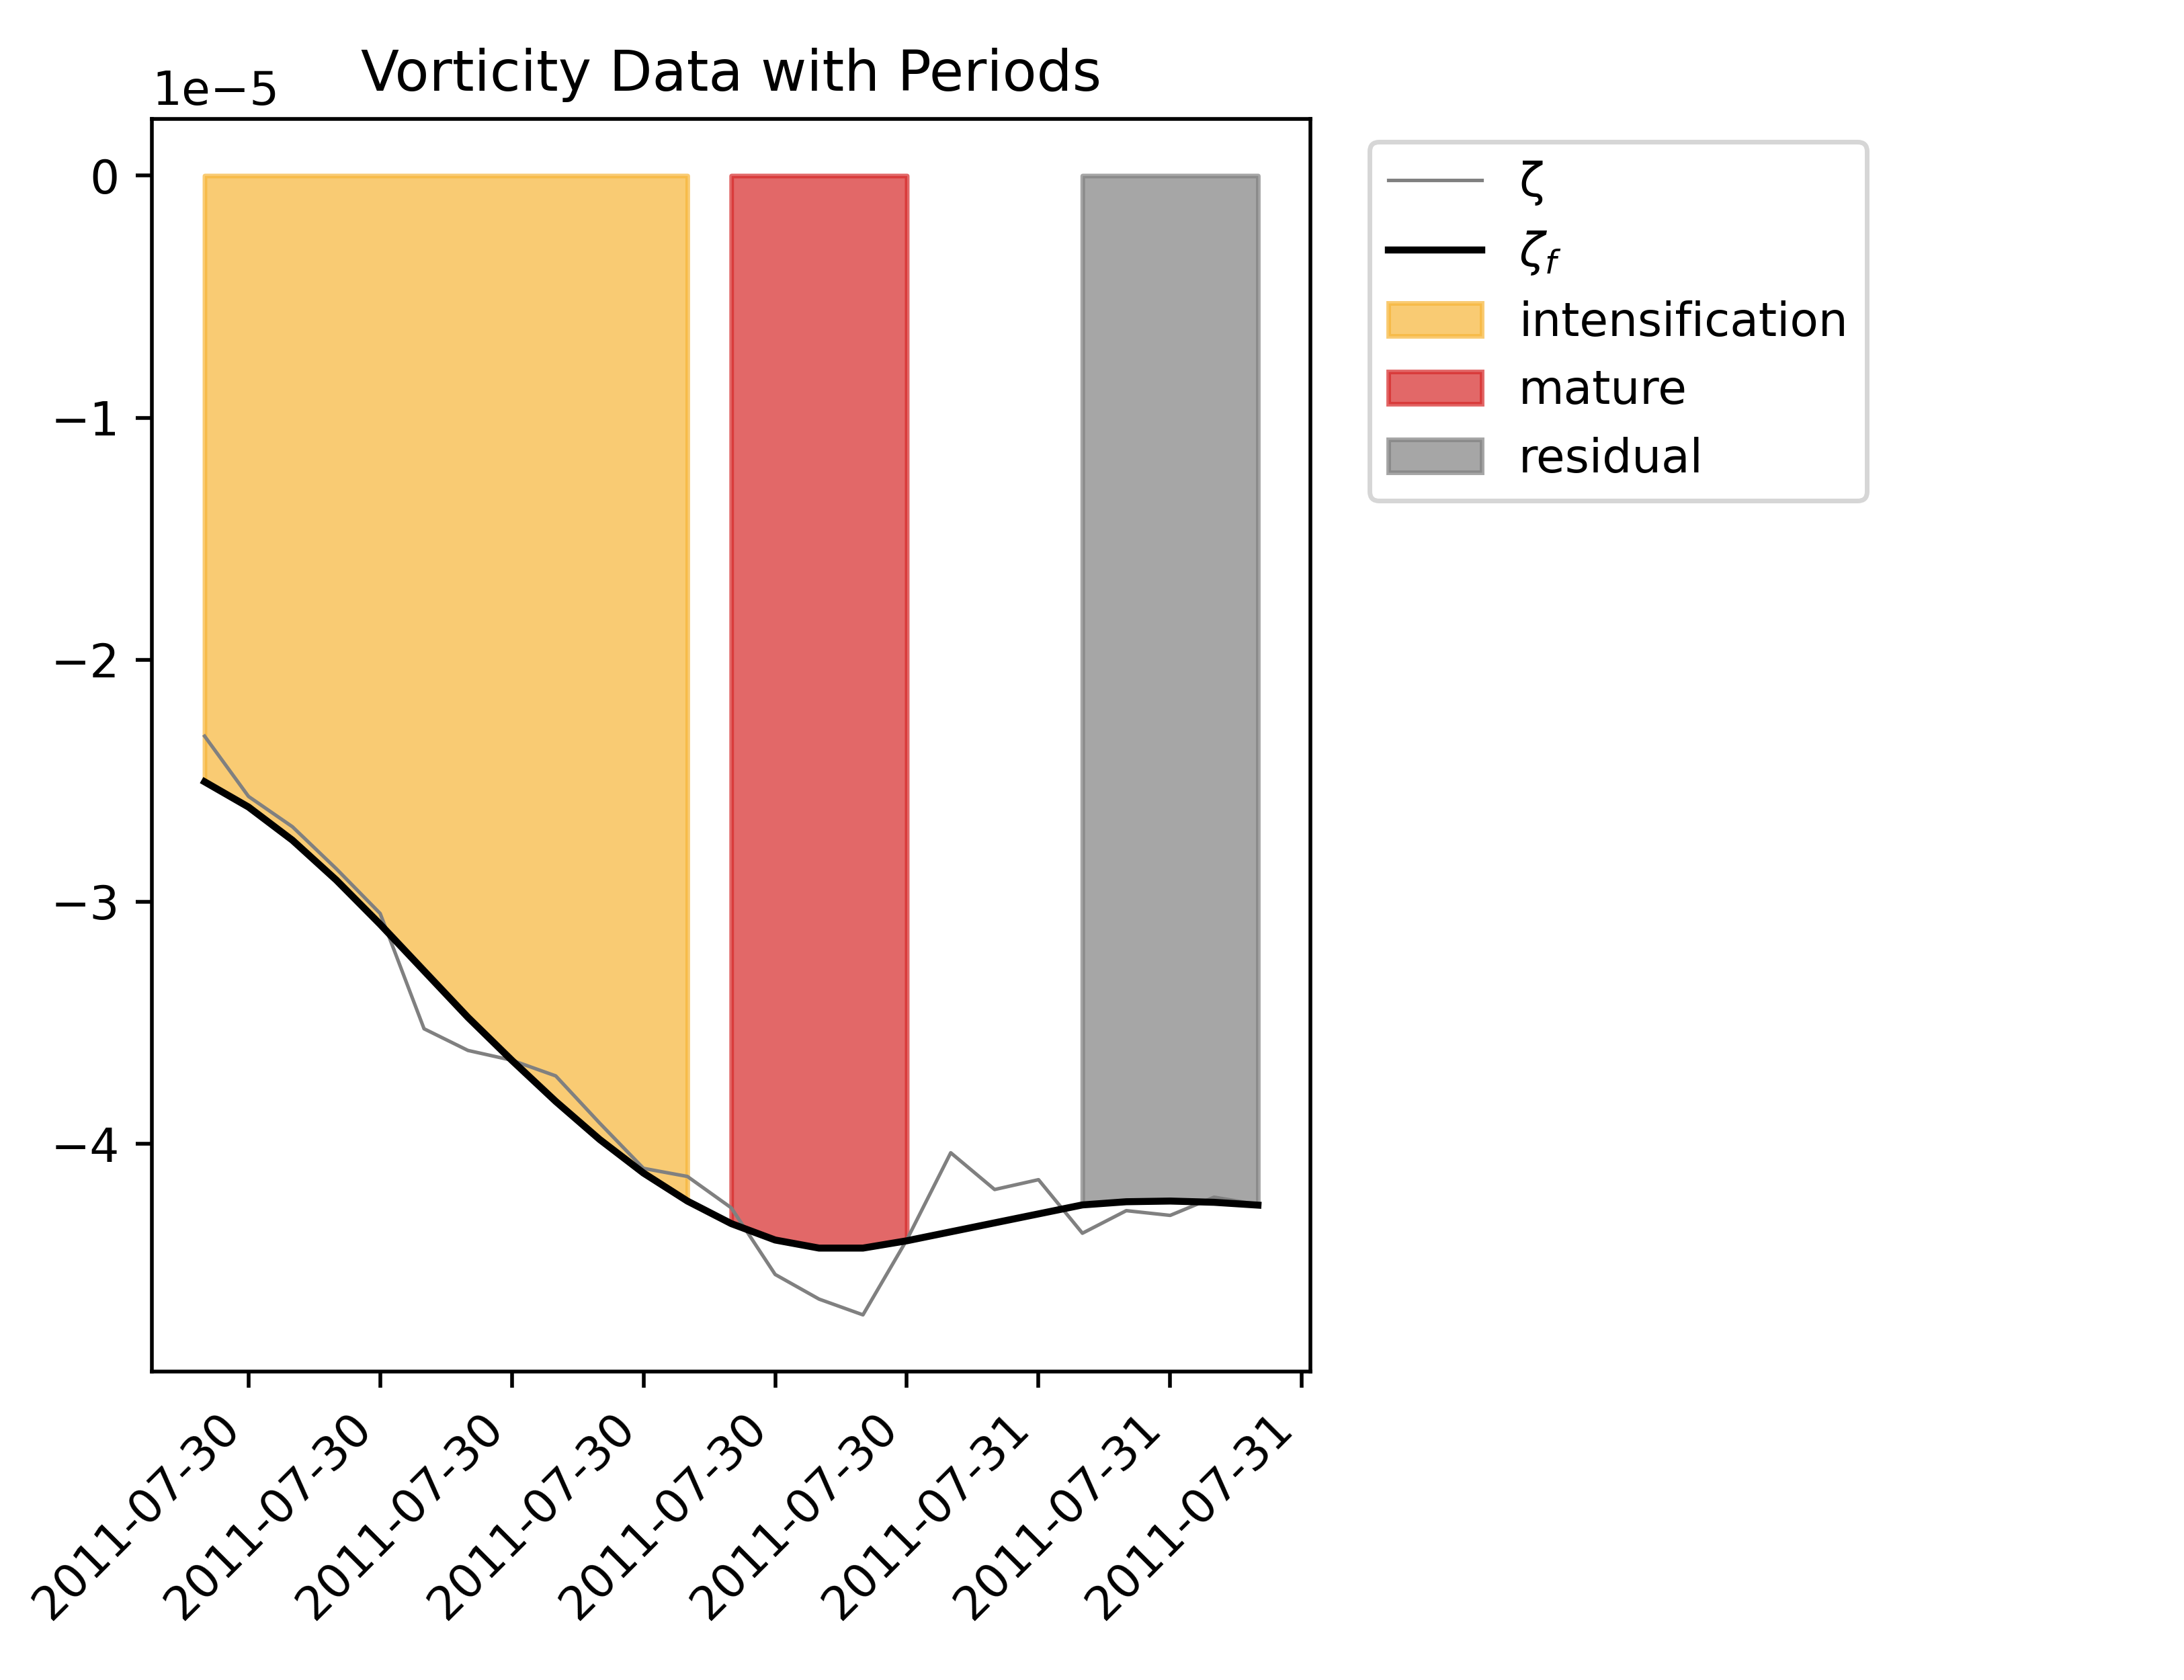 Vorticity Data with Periods
1e−5
0
−1
−2
−3
−4
2011-07-30
2011-07-30
2011-07-30
2011-07-30
2011-07-30
2011-07-30
2011-07-31
2011-07-31
2011-07-31
ζ
ζf
intensification
mature
residual